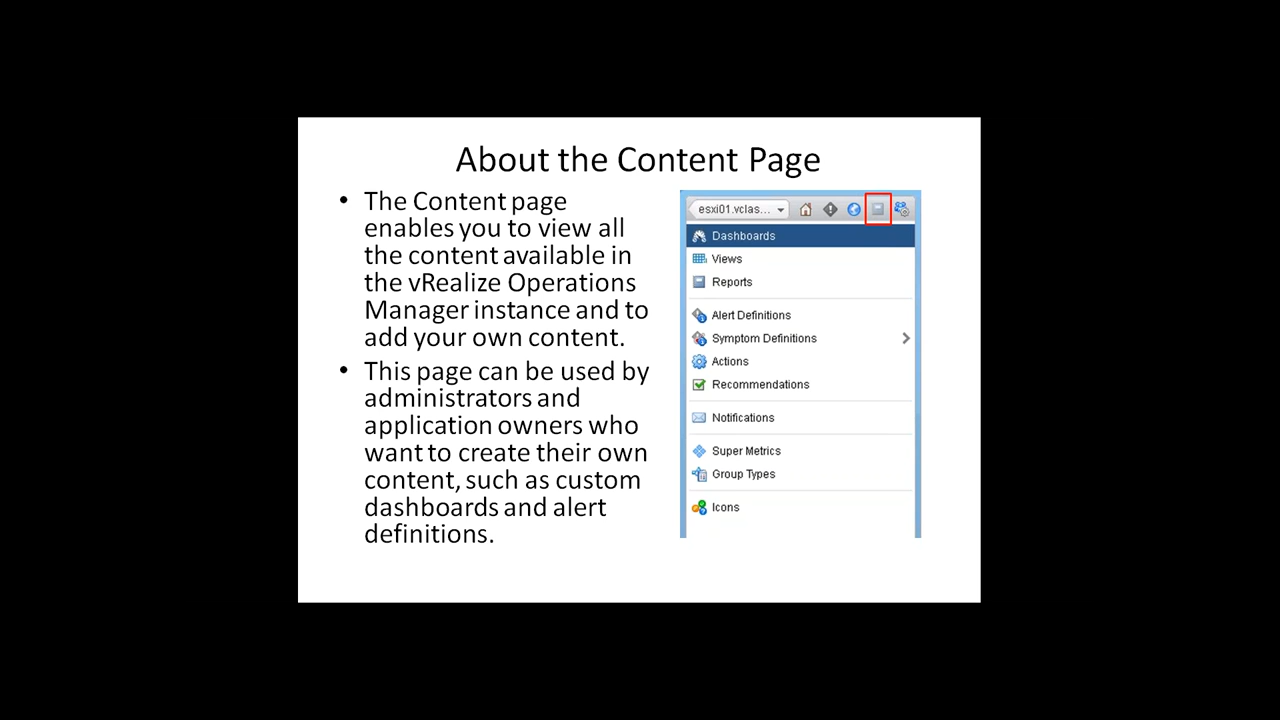 About the Content Page
• The Content page
enables you to view all
the content available in
the vRealize Operations
Manager instance and to
add your own content.
• This page can be used by
administrators and
application owners who
want to create their own
content, such as custom
dashboards and alert
definitions.
esxi01.vclas...
Dashboards
Views
Reports
Alert Definitions
Symptom Definitions
Actions
Recommendations
Notifications
Super Metrics
Group Types
Icons